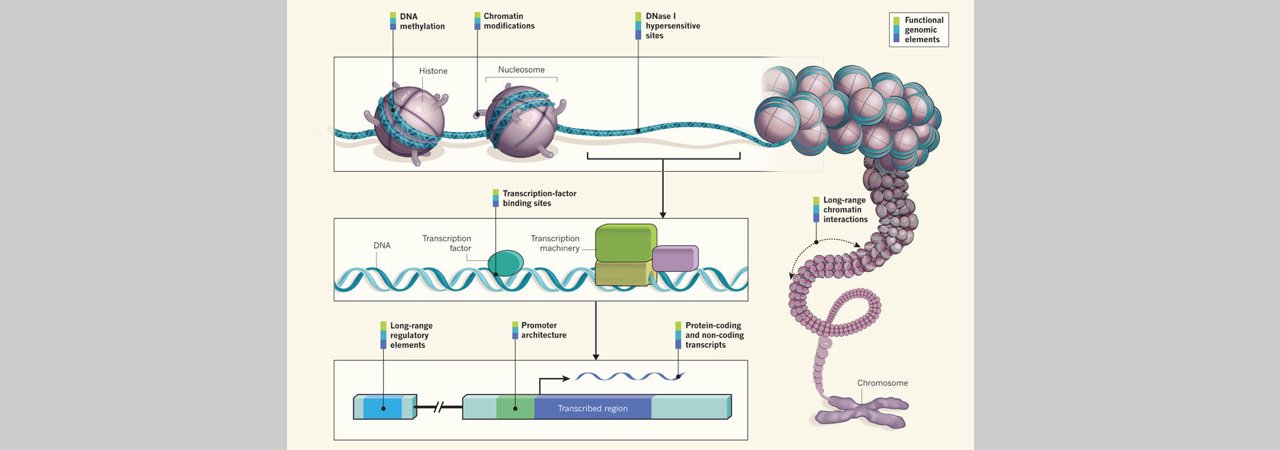 DNA
methylation
Chromatin
modifications
DNase I
hypersensitive
sites
Functional
genomic
elements
Histone
Nucleosome
Transcription-factor
binding sites
Long-range
chromatin
interactions
DNA
Transcription
factor
Transcription
machinery
Long-range
regulatory
elements
Promoter
architecture
Protein-coding
and non-coding
transcripts
Chromosome
Transcribed region